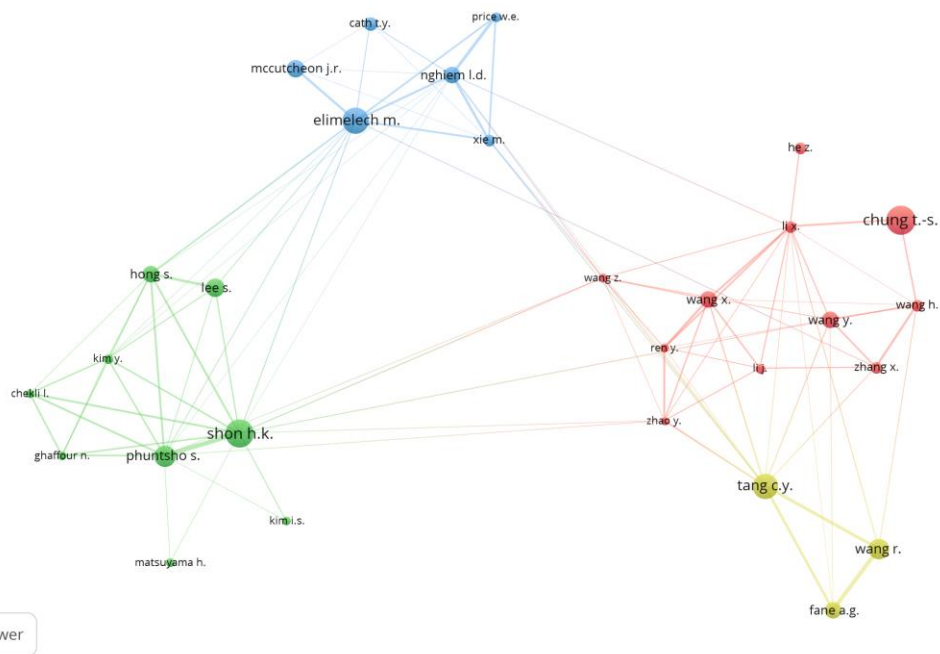 price w.e.
cath t.y.
mccutcheon j.r.
nghiem l.d.
elimelech m.
xie m.
he z.
chung t.-s.
li x.
hong s.
wang z.
lee s.
wang x.
wang h.
wang y.
ren y.
kim y.
li j.
zhang x.
chekli l.
zhao y.
shon h.k.
ghaffour n.
phuntsho s.
tang c.y.
kim i.s.
wang r.
matsuyama h.
fane a.g.
wer